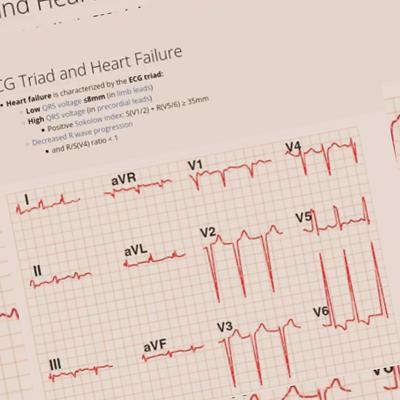 CG Triad and Heart Failure
Heart failure is characterized by the ECG triad:
Low QRS voltage ≤8mm (in limb leads)
High QRS voltage (in precordial leads)
Positive Sokolow index: S(V1/2) + R(V5/6) ≥ 35mm
Decreased R wave progression
and R/S(V4) ratio < 1
I aVR V1 V4
II aVL V2 V5
III aVF V3 V6